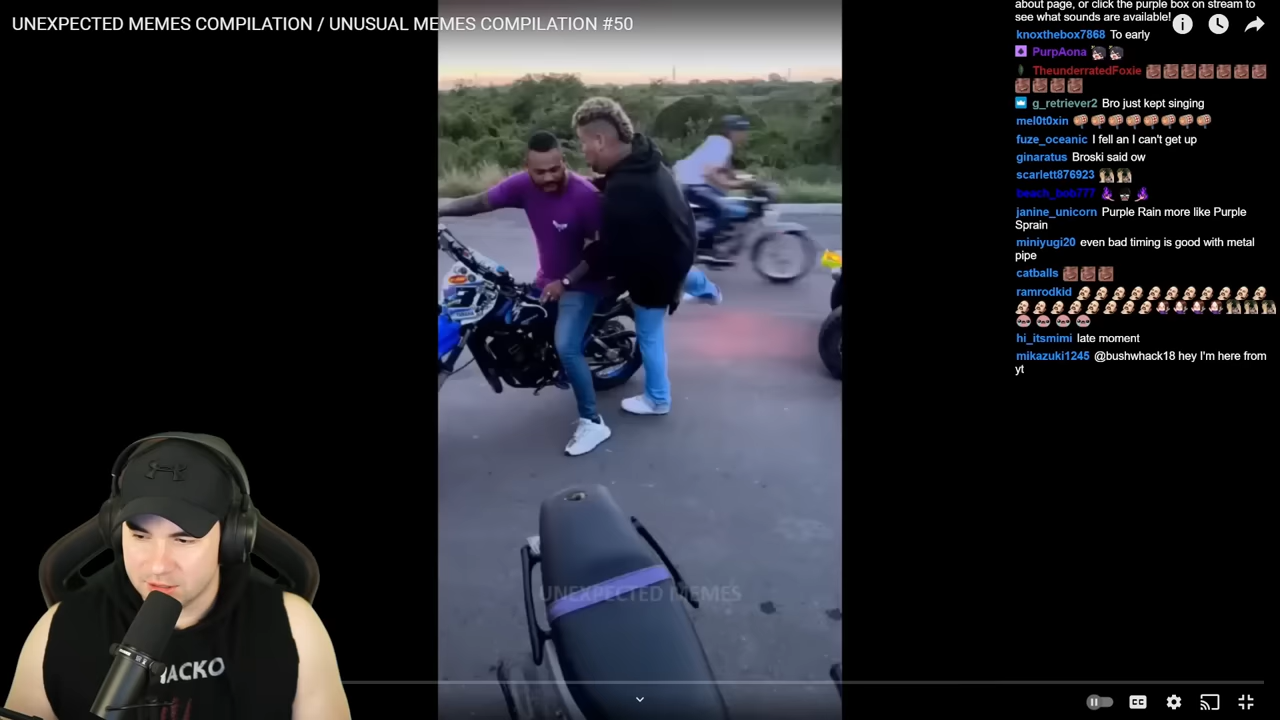 UNEXPECTED MEMES COMPILATION / UNUSUAL MEMES COMPILATION #50
about page, or click the purple box on stream to
see what sounds are available!
knoxthebox7868 To early
PurpAona
TheunderratedFoxie
g_retriever2 Bro just kept singing
mel0t0xin
fuze_oceanic I fell an I can't get up
ginaratus Broski said ow
scarlett876923
beach_bob777
janine_unicorn Purple Rain more like Purple
Sprain
miniyugi20 even bad timing is good with metal
pipe
catballs
ramrodkid
hi_itsmimi late moment
mikazuki1245 @bushwhack18 hey I'm here from
yt
UNEXPECTED MEMES
CC